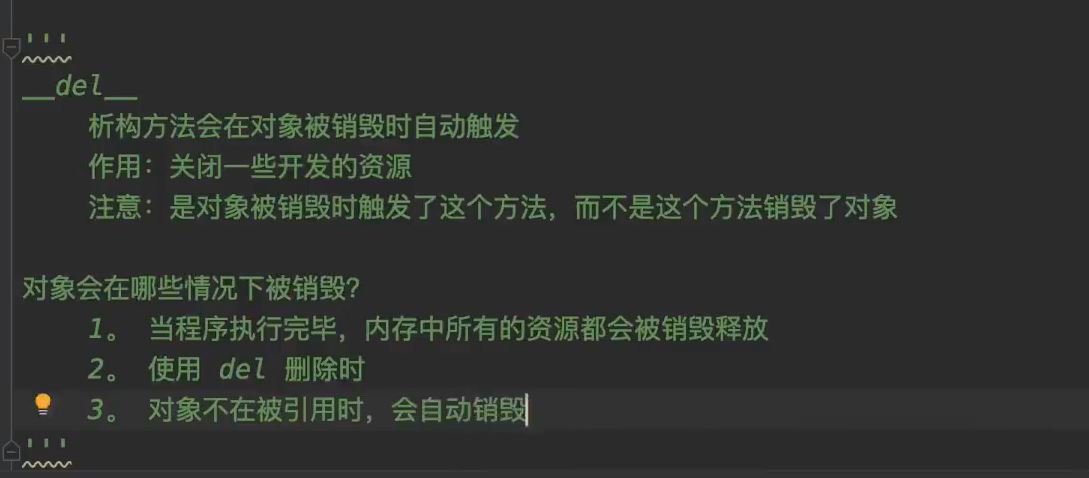 '''
__del__
析构方法会在对象被销毁时自动触发
作用：关闭一些开发的资源
注意：是对象被销毁时触发了这个方法，而不是这个方法销毁了对象
对象会在哪些情况下被销毁？
1。 当程序执行完毕，内存中所有的资源都会被销毁释放
2。 使用 del 删除时
3。 对象不在被引用时，会自动销毁
'''